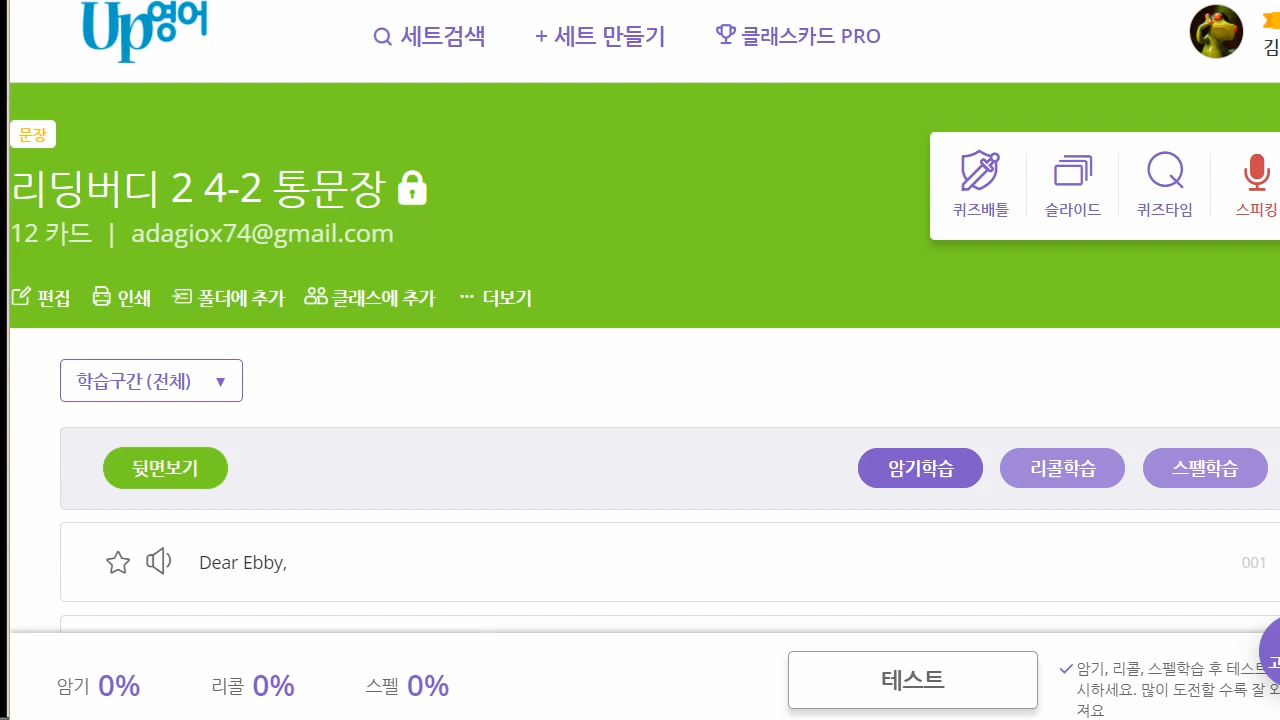 Up영어
세트검색
+ 세트 만들기
클래스카드 PRO
김
문장
리딩버디 2 4-2 통문장
12 카드 | adagiox74@gmail.com
퀴즈배틀
슬라이드
퀴즈타임
스피킹
편집
인쇄
폴더에 추가
클래스에 추가
··· 더보기
학습구간 (전체) ▼
뒷면보기
암기학습
리콜학습
스펠학습
Dear Ebby,
001
암기 0%
리콜 0%
스펠 0%
테스트
암기, 리콜, 스펠학습 후 테스트
시하세요. 많이 도전할 수록 잘
져요